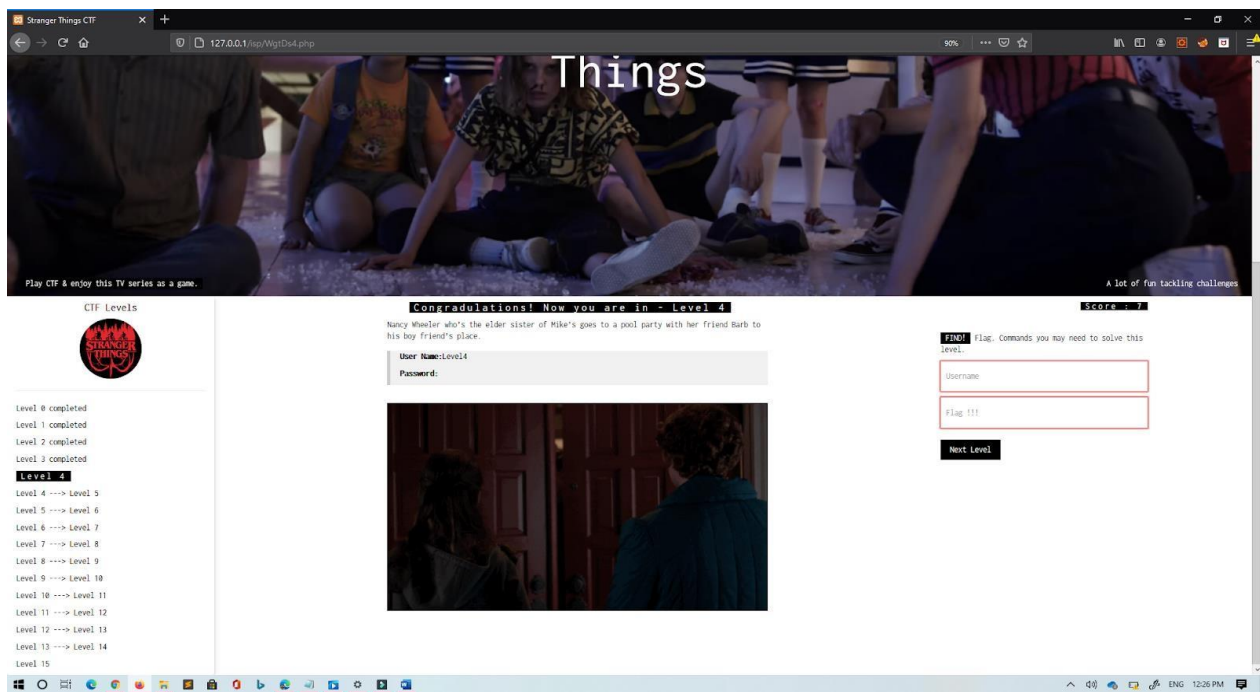 Stranger Things CTF
127.0.0.1/isp/WgtDs4.php
90%
Things
Play CTF & enjoy this TV series as a game.
A lot of fun tackling challenges
CTF Levels
STRANGER
THINGS
Level 0 completed
Level 1 completed
Level 2 completed
Level 3 completed
Level 4
Level 4 ---> Level 5
Level 5 ---> Level 6
Level 6 ---> Level 7
Level 7 ---> Level 8
Level 8 ---> Level 9
Level 9 ---> Level 10
Level 10 ---> Level 11
Level 11 ---> Level 12
Level 12 ---> Level 13
Level 13 ---> Level 14
Level 15
Congradulations! Now you are in - Level 4
Nancy Wheeler who's the elder sister of Mike's goes to a pool party with her friend Barb to
his boy friend's place.
User Name:Level4
Password:
Score : 7
FIND! Flag. Commands you may need to solve this
level.
Username
Flag !!!
Next Level
ENG 12:26 PM